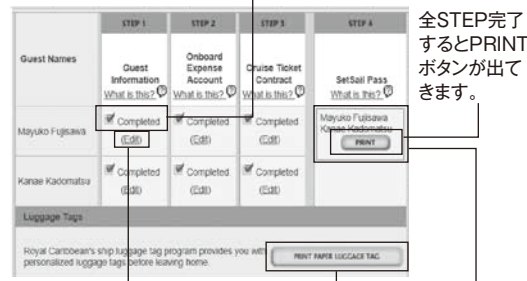 STEP 1 STEP 2 STEP 3 STEP 4
Guest Names
Guest Information
What is this?
Onboard Expense Account
What is this?
Cruise Ticket Contract
What is this?
SetSail Pass
What is this?
Mayuko Fujisawa
Completed
(Edit)
Completed
(Edit)
Completed
(Edit)
Mayuko Fujisawa
Kanae Kadomatsu
PRINT
Kanae Kadomatsu
Completed
(Edit)
Completed
(Edit)
Completed
(Edit)
Luggage Tags
Royal Caribbean's ship luggage tag program provides you with
personalized luggage tags before leaving home.
PRINT PAPER LUGGAGE TAG
全STEP完了
するとPRINT
ボタンが出て
きます。